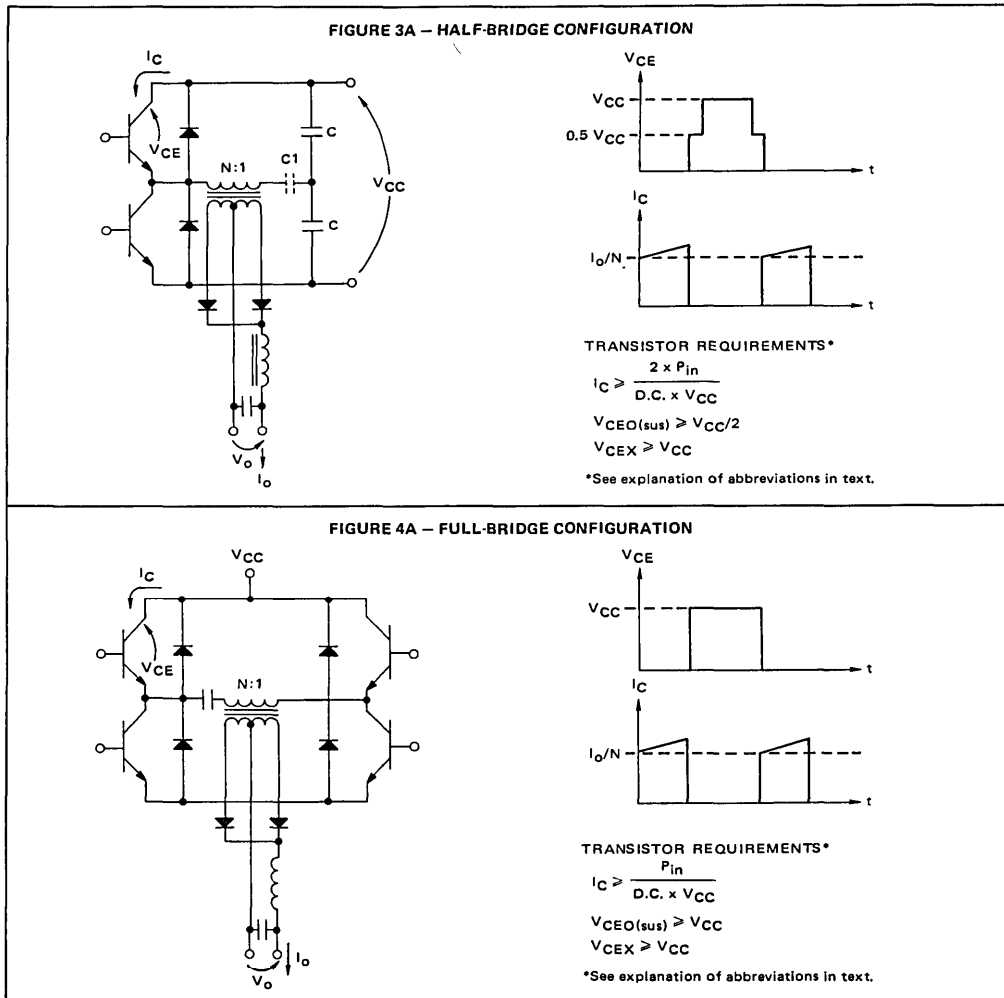 FIGURE 3A — HALF-BRIDGE CONFIGURATION
IC
VCE
N:1
C1
C
C
VCC
Vo
Io
VCE
VCC
0.5 VCC
t
IC
Io/N
t
TRANSISTOR REQUIREMENTS*
IC ⩾ 2 x Pin / D.C. x VCC
VCEO(sus) ⩾ VCC/2
VCEX ⩾ VCC
*See explanation of abbreviations in text.
FIGURE 4A — FULL-BRIDGE CONFIGURATION
VCC
IC
VCE
N:1
Vo
Io
VCE
VCC
t
IC
Io/N
t
TRANSISTOR REQUIREMENTS*
IC ⩾ Pin / D.C. x VCC
VCEO(sus) ⩾ VCC
VCEX ⩾ VCC
*See explanation of abbreviations in text.